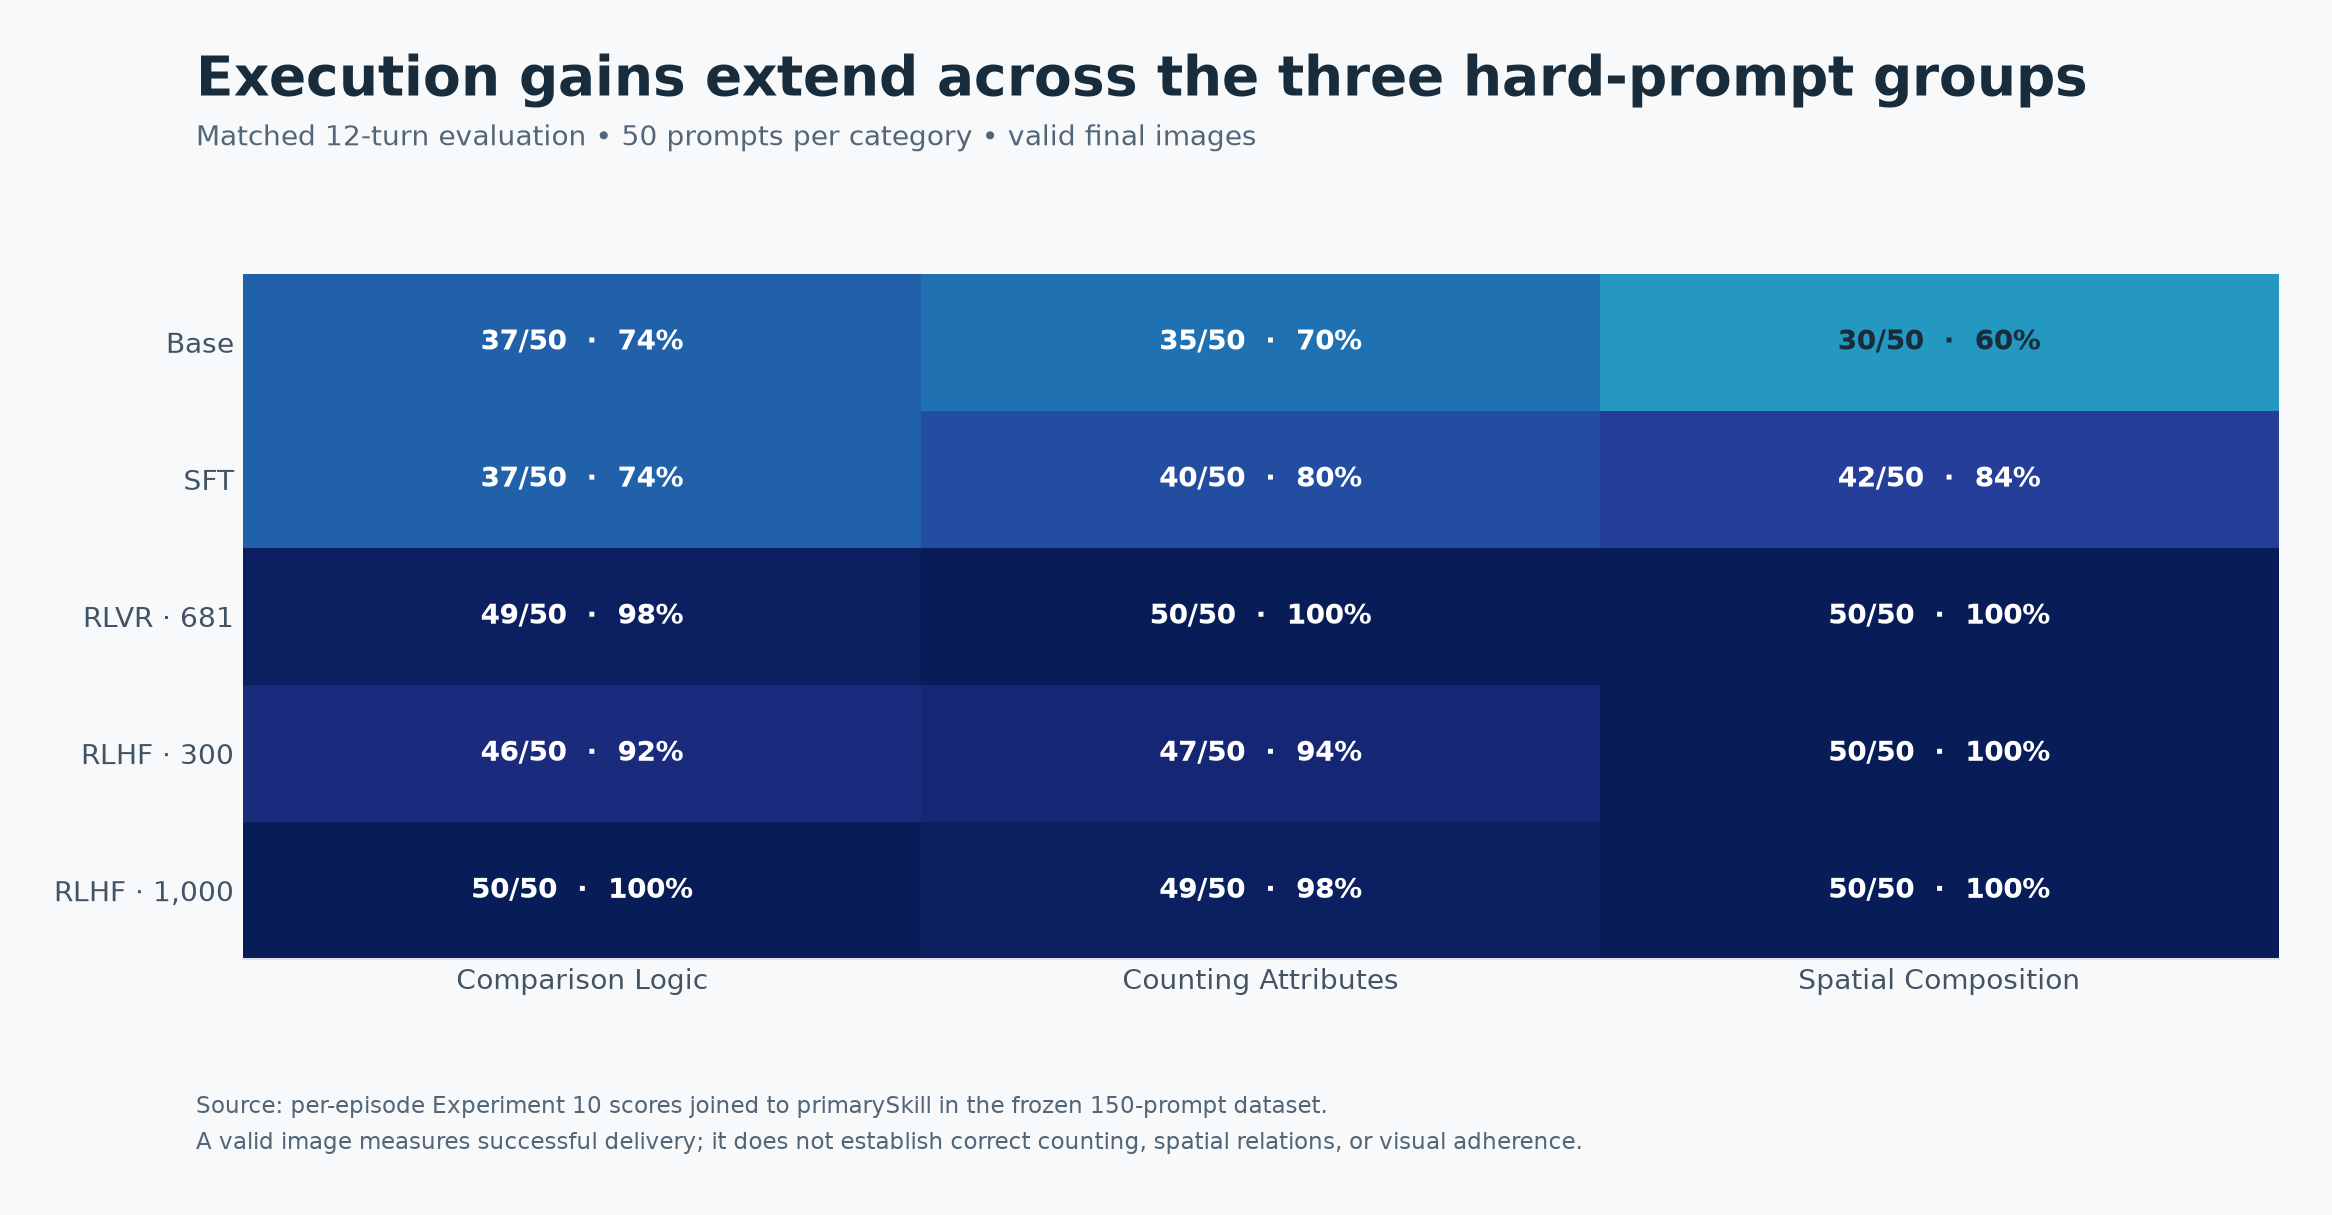 Execution gains extend across the three hard-prompt groups
Matched 12-turn evaluation • 50 prompts per category • valid final images
Base 37/50 · 74% 35/50 · 70% 30/50 · 60%
SFT 37/50 · 74% 40/50 · 80% 42/50 · 84%
RLVR · 681 49/50 · 98% 50/50 · 100% 50/50 · 100%
RLHF · 300 46/50 · 92% 47/50 · 94% 50/50 · 100%
RLHF · 1,000 50/50 · 100% 49/50 · 98% 50/50 · 100%
Comparison Logic Counting Attributes Spatial Composition
Source: per-episode Experiment 10 scores joined to primarySkill in the frozen 150-prompt dataset.
A valid image measures successful delivery; it does not establish correct counting, spatial relations, or visual adherence.